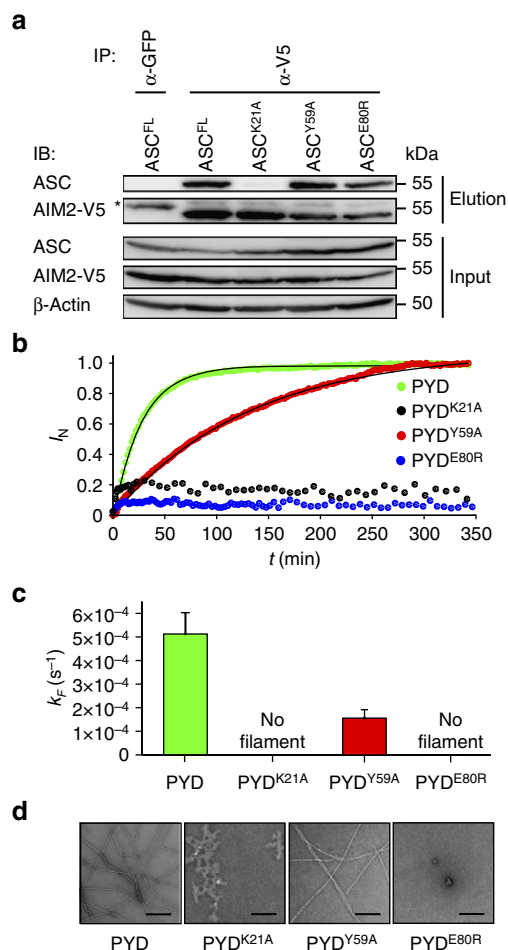 a
IP: α-GFP α-V5
IB: ASC^FL ASC^FL ASC^K21A ASC^Y59A ASC^E80R kDa
ASC 55
AIM2-V5 * 55
Elution
ASC 55
AIM2-V5
β-Actin 50
Input
b
1.0
0.8
0.6
0.4
0.2
0
I_N
PYD
PYD^K21A
PYD^Y59A
PYD^E80R
0 50 100 150 200 250 300 350
t (min)
c
6×10^–4
5×10^–4
4×10^–4
3×10^–4
2×10^–4
1×10^–4
0
k_F (s^–1)
No filament
No filament
PYD PYD^K21A PYD^Y59A PYD^E80R
d
PYD PYD^K21A PYD^Y59A PYD^E80R